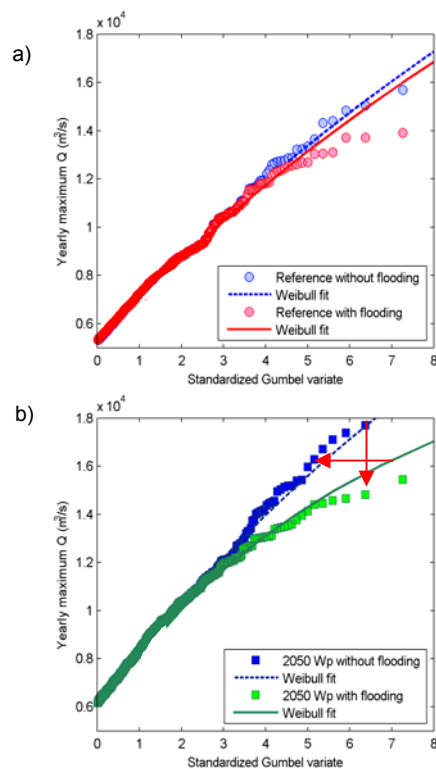 a)
x 10⁴
1.8
1.6
1.4
1.2
1
0.8
0.6
Yearly maximum Q (m³/s)
Reference without flooding
Weibull fit
Reference with flooding
Weibull fit
0 1 2 3 4 5 6 7 8
Standardized Gumbel variate
b)
x 10⁴
1.8
1.6
1.4
1.2
1
0.8
0.6
Yearly maximum Q (m³/s)
2050 Wp without flooding
Weibull fit
2050 Wp with flooding
Weibull fit
0 1 2 3 4 5 6 7 8
Standardized Gumbel variate